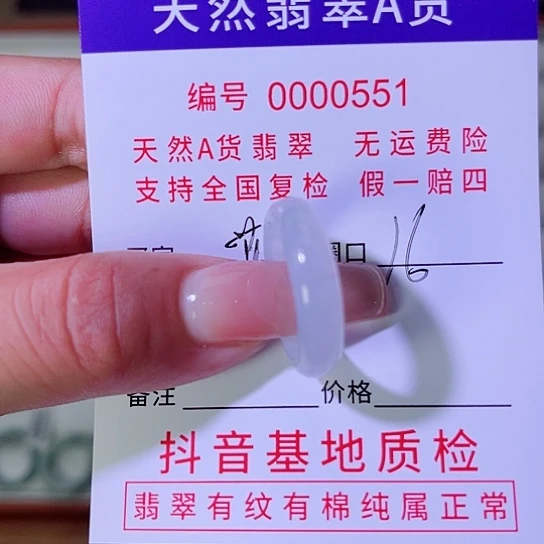 天然翡翠A货
编号 0000551
天然A货翡翠 无运费险
支持全国复检 假一赔四
圈口 16
备注 价格
抖音基地质检
翡翠有纹有棉纯属正常